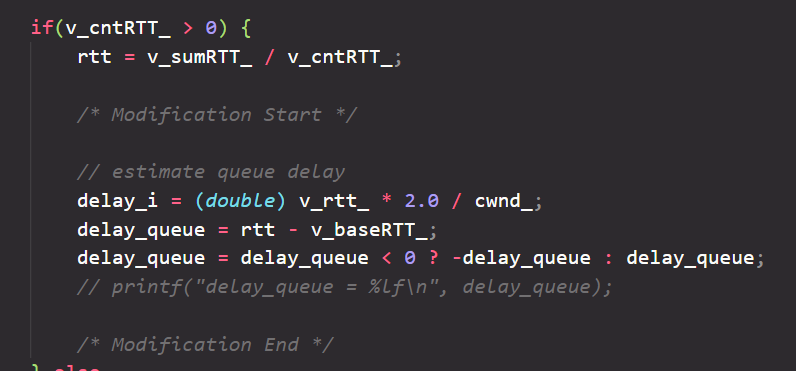 if(v_cntRTT_ > 0) {
rtt = v_sumRTT_ / v_cntRTT_;
/* Modification Start */
// estimate queue delay
delay_i = (double) v_rtt_ * 2.0 / cwnd_;
delay_queue = rtt - v_baseRTT_;
delay_queue = delay_queue < 0 ? -delay_queue : delay_queue;
// printf("delay_queue = %lf\n", delay_queue);
/* Modification End */
} else